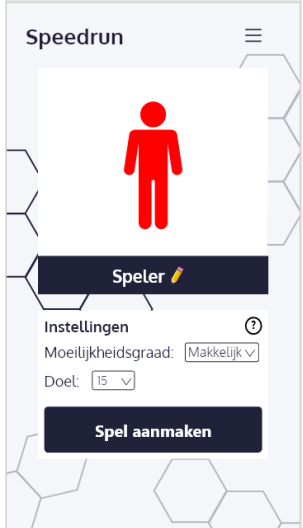 Speedrun
Speler
Instellingen ?
Moeilijkheidsgraad: Makkelijk
Doel: 15
Spel aanmaken